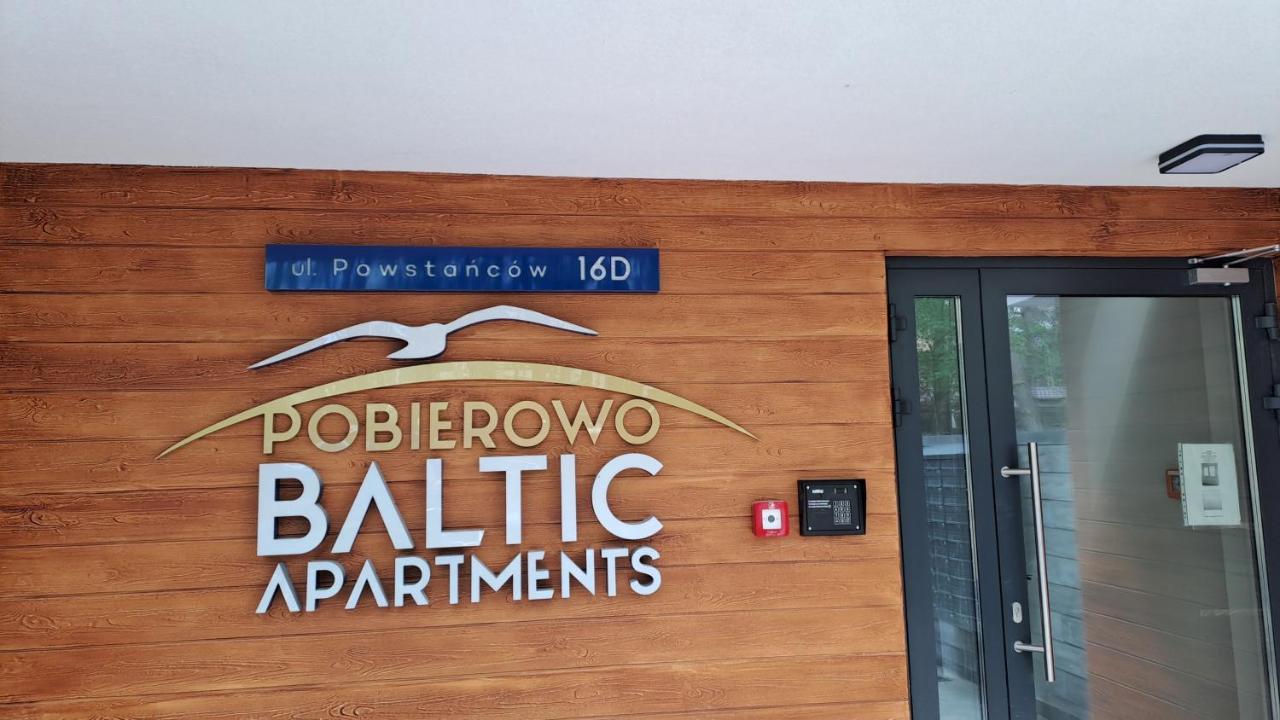 ul. Powstańców 16D
POBIEROWO
BALTIC
APARTMENTS